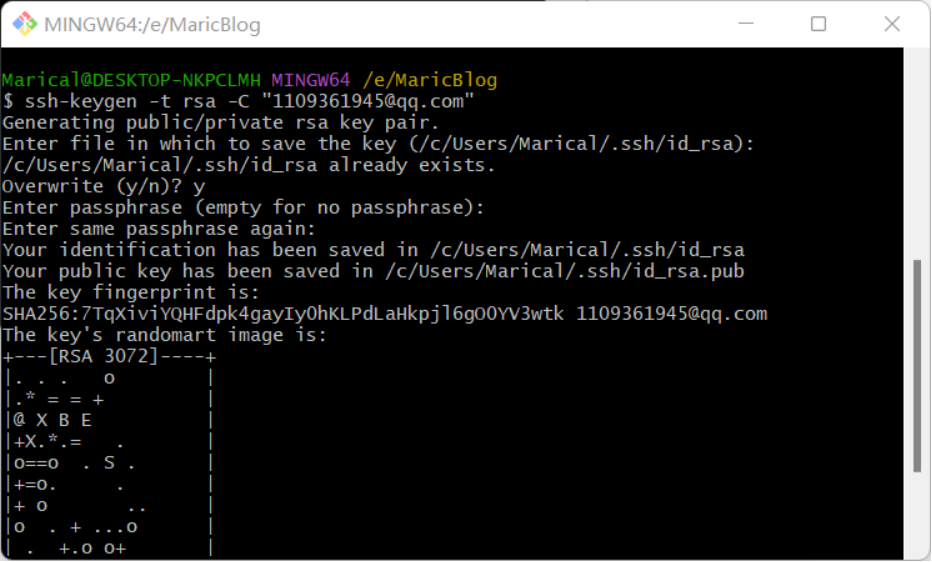 MINGW64:/e/MaricBlog
Marical@DESKTOP-NKPCLMH MINGW64 /e/MaricBlog
$ ssh-keygen -t rsa -C "1109361945@qq.com"
Generating public/private rsa key pair.
Enter file in which to save the key (/c/Users/Marical/.ssh/id_rsa):
/c/Users/Marical/.ssh/id_rsa already exists.
Overwrite (y/n)? y
Enter passphrase (empty for no passphrase):
Enter same passphrase again:
Your identification has been saved in /c/Users/Marical/.ssh/id_rsa
Your public key has been saved in /c/Users/Marical/.ssh/id_rsa.pub
The key fingerprint is:
SHA256:7TqXiviYQHFdpk4gayIyOhKLPdLaHkpjl6gO0YV3wtk 1109361945@qq.com
The key's randomart image is:
+---[RSA 3072]----+
|. . .   o        |
|.* = = +         |
|@ X B E          |
|+X.*.=   .       |
|o==o  . S .      |
|+=o.     .       |
|+ o       ..     |
|o  . + ...o      |
| .  +.o o+       |